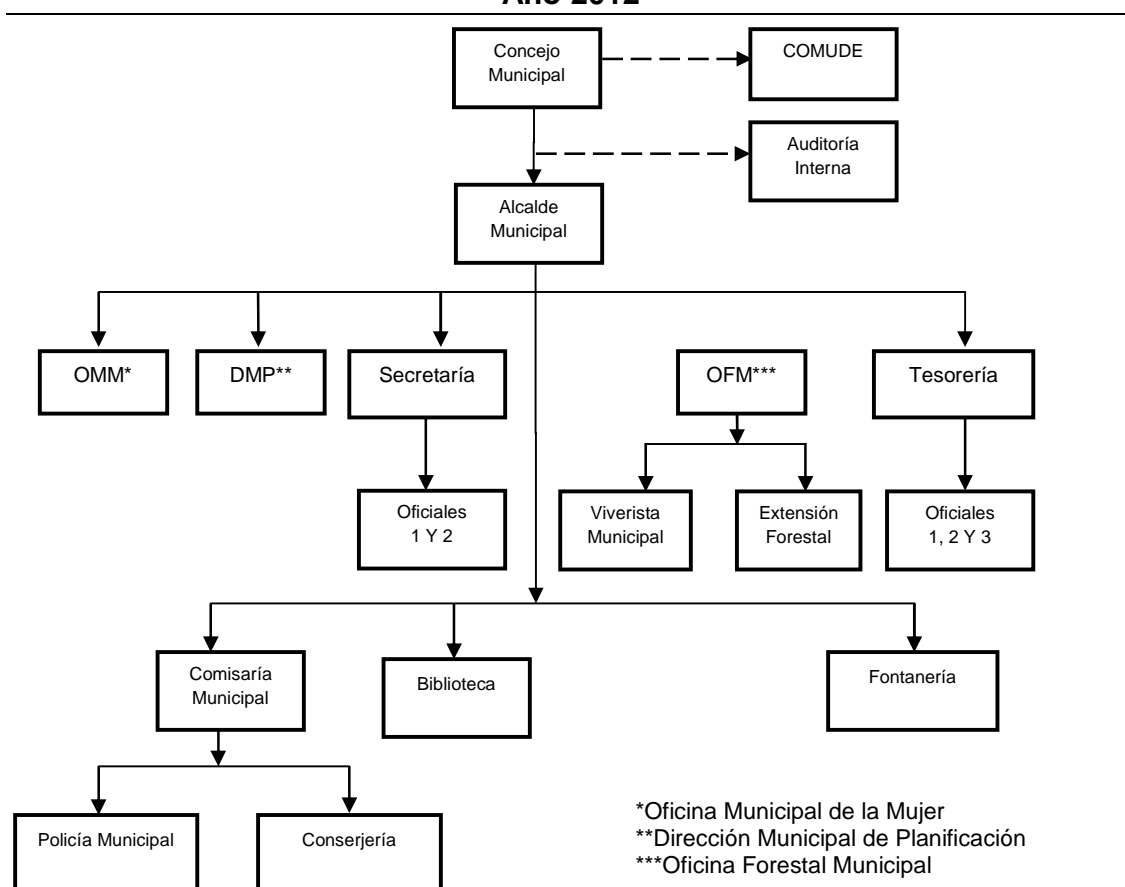 Año 2012
Concejo
Municipal
COMUDE
Auditoría
Interna
Alcalde
Municipal
OMM*
DMP**
Secretaría
OFM***
Tesorería
Oficiales
1 Y 2
Viverista
Municipal
Extensión
Forestal
Oficiales
1, 2 Y 3
Comisaría
Municipal
Biblioteca
Fontanería
Policía Municipal
Conserjería
*Oficina Municipal de la Mujer
**Dirección Municipal de Planificación
***Oficina Forestal Municipal